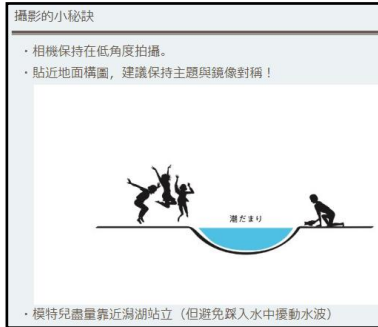 攝影的小秘訣
・相機保持在低角度拍攝。
・貼近地面構圖，建議保持主題與鏡像對稱！
潮だまり
・模特兒盡量靠近潟湖站立（但避免踩入水中擾動水波）